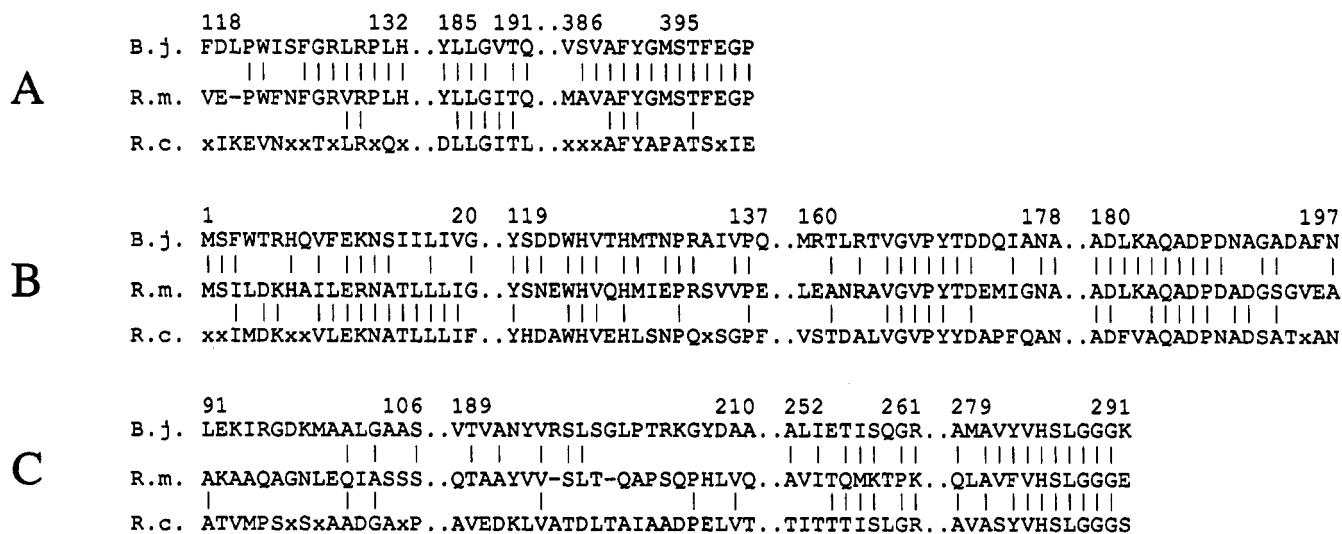 118 132 185 191..386 395
B.j. FDLPWISFGRLRPLH..YLLGVTQ..VSVAFYGMSTFEGP
A
R.m. VE-PWFNFGRVRPLH..YLLGITQ..MAVAFYGMSTFEGP
R.c. xIKEVNxxTxLRxQx..DLLGITL..xxxAFYAPATSxIE
1 20 119 137 160 178 180 197
B.j. MSFWTRHQVFEKNSIILIVG..YSDDWHVTHMTNPRAIVPQ..MRTLRTVGVPYTDDQIANA..ADLKAQADPDNAGADAFN
B
R.m. MSILDKHAILERNATLLLIG..YSNEWHVQHMIEPRSVVPE..LEANRAVGVPYTDEMIGNA..ADLKAQADPDADGSGVEA
R.c. xxIMDKxxVLEKNATLLLIF..YHDAWHVEHLSNPQxSGPF..VSTDALVGVPYYDAPFQAN..ADFVAQADPNADSATxAN
91 106 189 210 252 261 279 291
B.j. LEKIRGDKMAALGAAS..VTVANYVRSLSGLPTRKGYDAA..ALIETISQGR..AMAVYVHSLGGGK
C
R.m. AKAAQAGNLEQIASSS..QTAAYVV-SLT-QAPSQPHLVQ..AVITQMKTPK..QLAVFVHSLGGGE
R.c. ATVMPSxSxAADGAxP..AVEDKLVATDLTAIAADPELVT..TITTTISLGR..AVASYVHSLGGGS